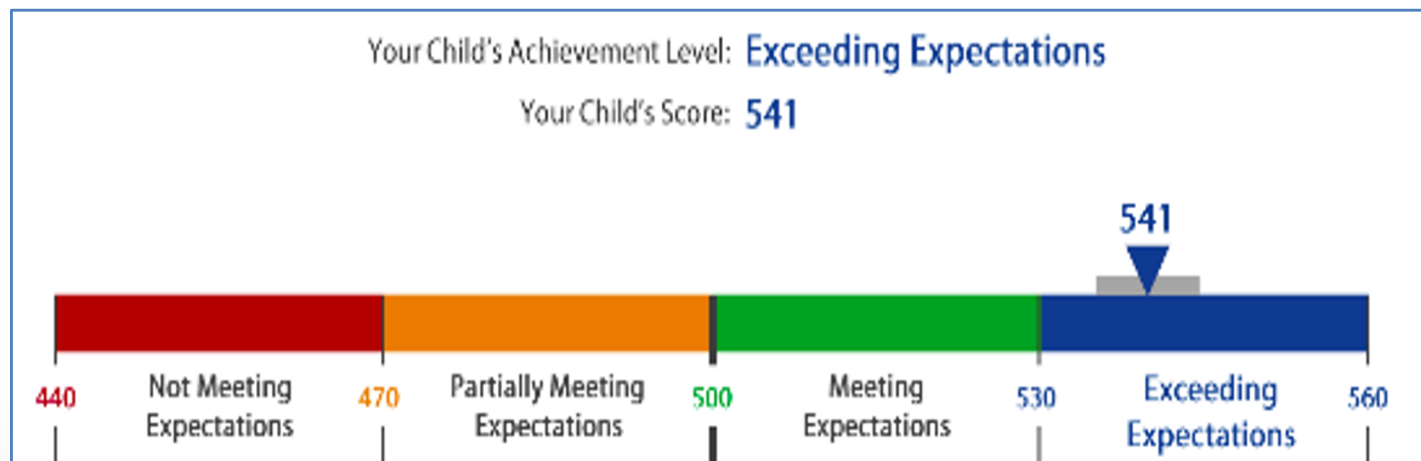 Your Child's Achievement Level: Exceeding Expectations
Your Child's Score: 541
541
440 Not Meeting Expectations 470 Partially Meeting Expectations 500 Meeting Expectations 530 Exceeding Expectations 560